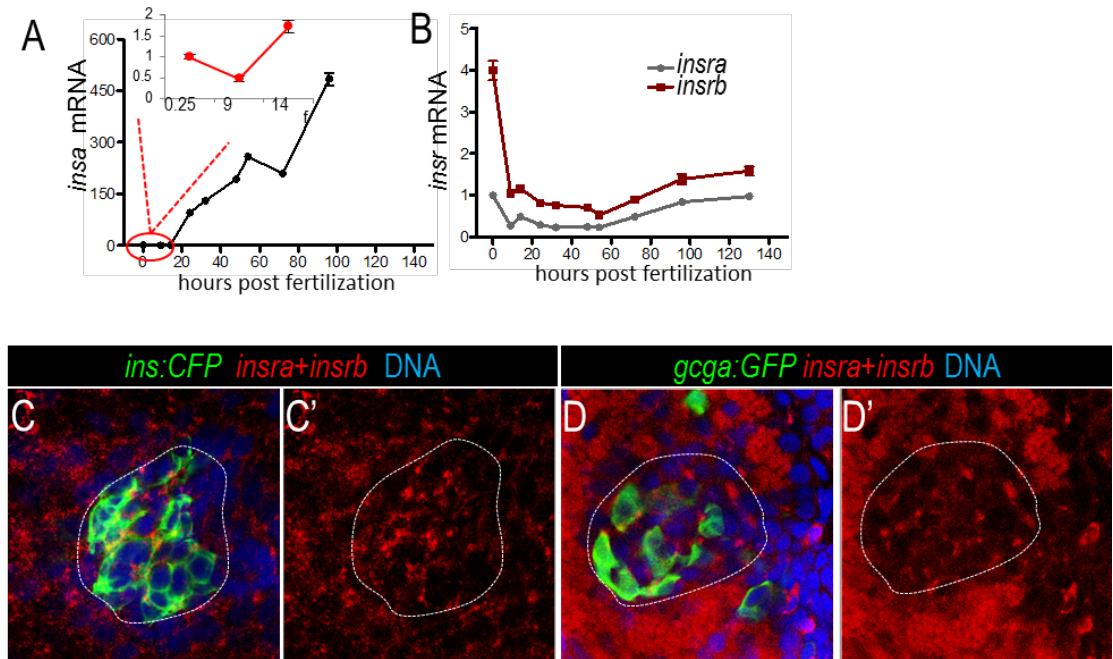 A
insa mRNA
600
450
300
150
0
0 20 40 60 80 100 120 140
hours post fertilization
2
1.5
1
0.5
0
0.25 9 14
f
B
insr mRNA
5
4
3
2
1
0
insra
insrb
0 20 40 60 80 100 120 140
hours post fertilization
ins:CFP insra+insrb DNA
gcga:GFP insra+insrb DNA
C
C'
D
D'